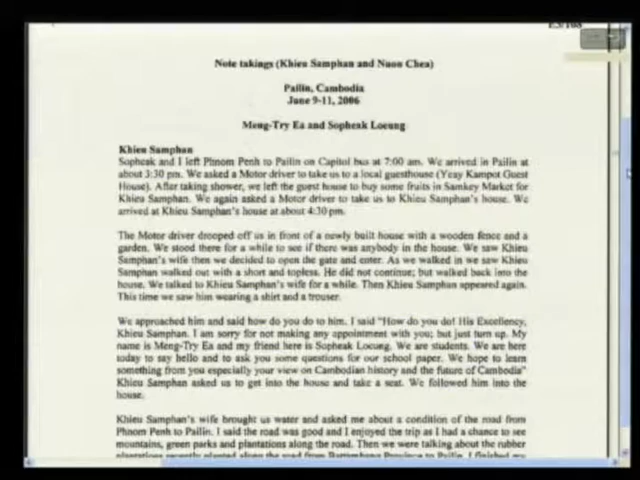 E3/108
Note takings (Khieu Samphan and Nuon Chea)
Pailin, Cambodia
June 9-11, 2006
Meng-Try Ea and Sopheak Loeung
Khieu Samphan
Sopheak and I left Phnom Penh to Pailin on Capitol bus at 7:00 am. We arrived in Pailin at
about 3:30 pm. We asked a Motor driver to take us to a local guesthouse (Yeay Kampot Guest
House). After taking shower, we left the guest house to buy some fruits in Samkey Market for
Khieu Samphan. We again asked a Motor driver to take us to Khieu Samphan's house. We
arrived at Khieu Samphan's house at about 4:30 pm.
The Motor driver drooped off us in front of a newly built house with a wooden fence and a
garden. We stood there for a while to see if there was anybody in the house. We saw Khieu
Samphan's wife then we decided to open the gate and enter. As we walked in we saw Khieu
Samphan walked out with a short and topless. He did not continue; but walked back into the
house. We talked to Khieu Samphan's wife for a while. Then Khieu Samphan appeared again.
This time we saw him wearing a shirt and a trouser.
We approached him and said how do you do to him. I said "How do you do! His Excellency,
Khieu Samphan. I am sorry for not making any appointment with you; but just turn up. My
name is Meng-Try Ea and my friend here is Sopheak Loeung. We are students. We are here
today to say hello and to ask you some questions for our school paper. We hope to learn
something from you especially your view on Cambodian history and the future of Cambodia"
Khieu Samphan asked us to get into the house and take a seat. We followed him into the
house.
Khieu Samphan's wife brought us water and asked me about a condition of the road from
Phnom Penh to Pailin. I said the road was good and I enjoyed the trip as I had a chance to see
mountains, green parks and plantations along the road. Then we were talking about the rubber
plantations recently planted along the road from Battambang Province to Pailin. I finished my